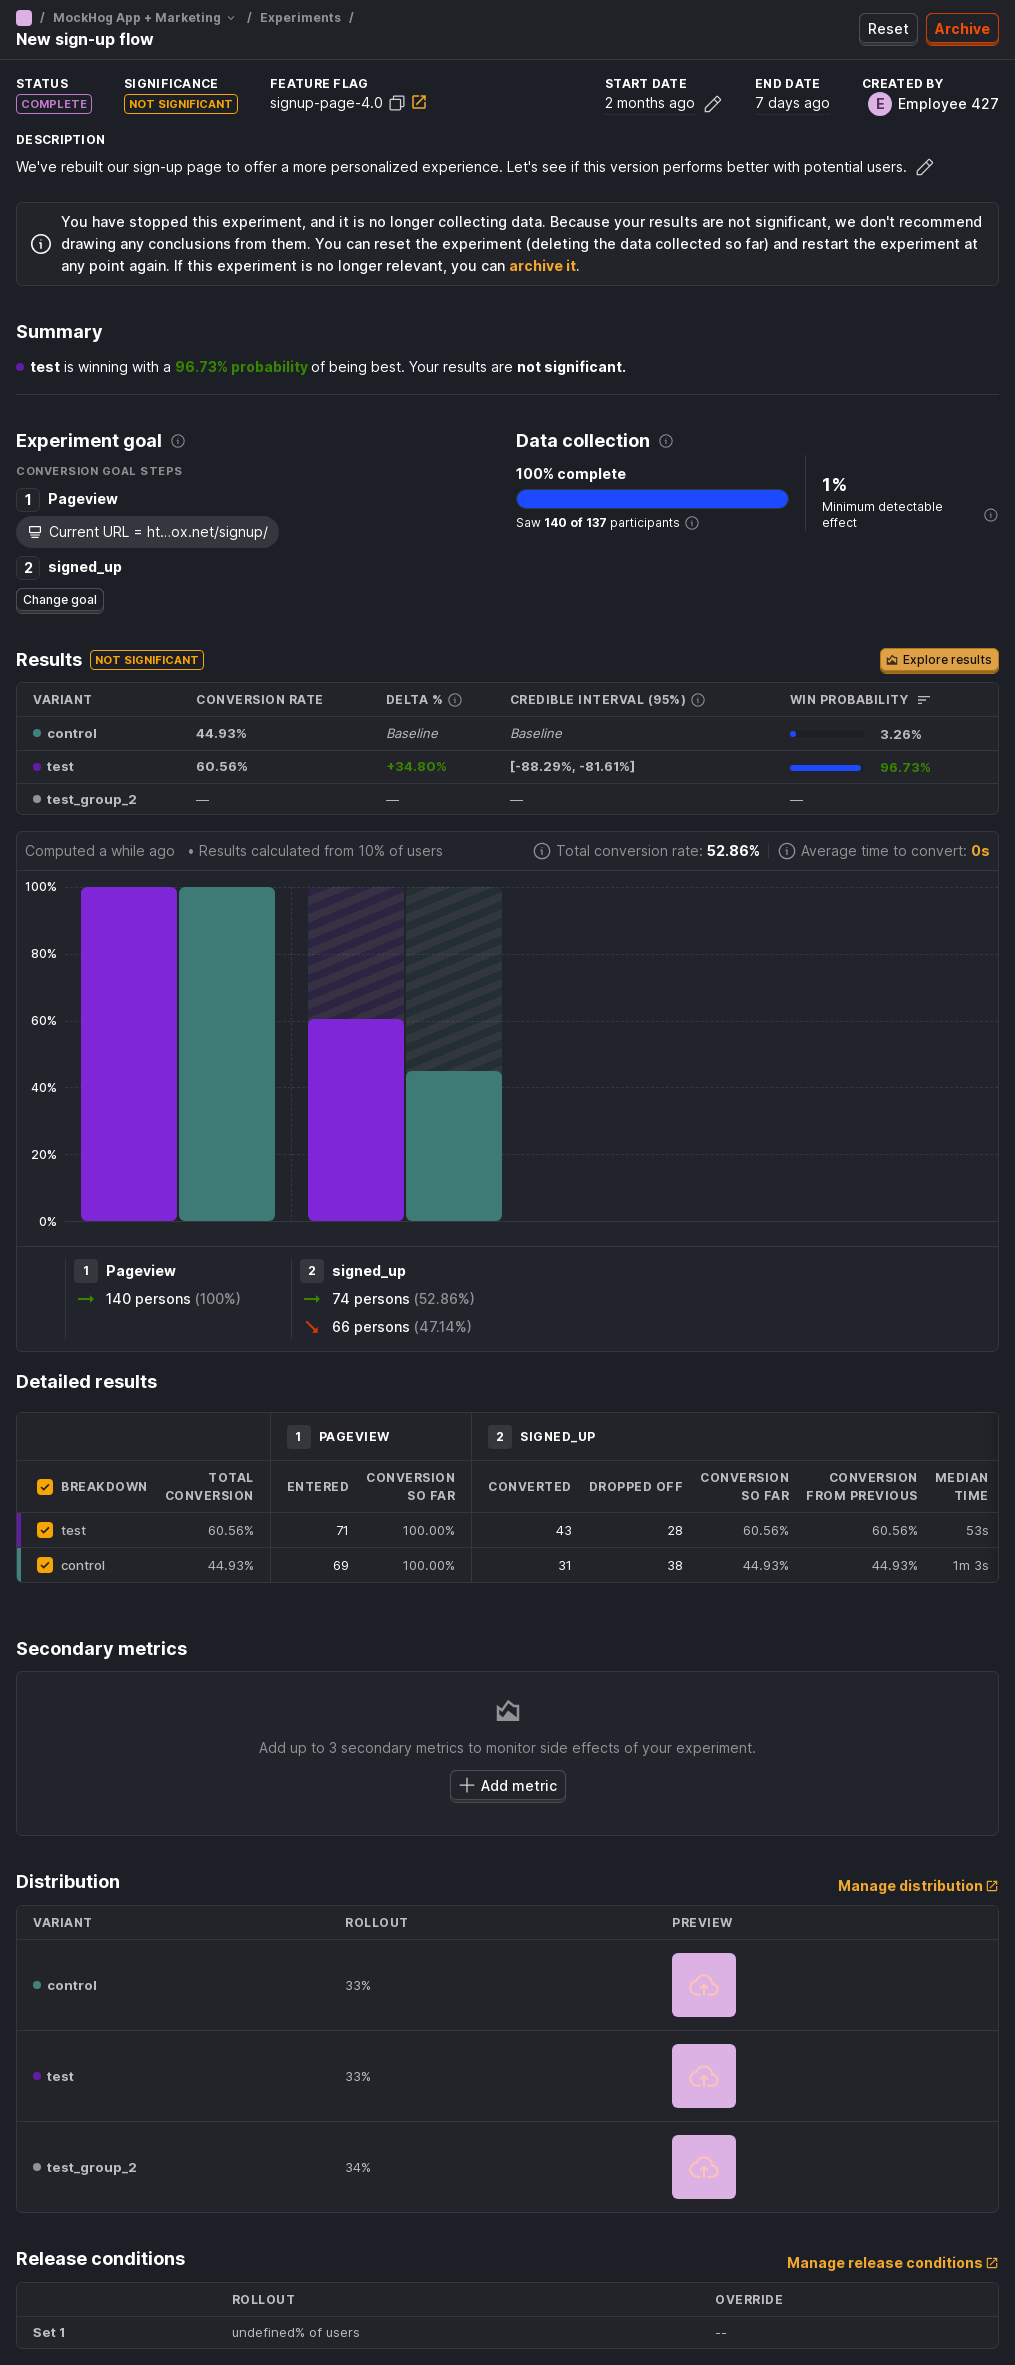 / MockHog App + Marketing / Experiments /
New sign-up flow
Reset
Archive
STATUS
COMPLETE
SIGNIFICANCE
NOT SIGNIFICANT
FEATURE FLAG
signup-page-4.0
START DATE
2 months ago
END DATE
7 days ago
CREATED BY
E Employee 427
DESCRIPTION
We've rebuilt our sign-up page to offer a more personalized experience. Let's see if this version performs better with potential users.
You have stopped this experiment, and it is no longer collecting data. Because your results are not significant, we don't recommend
drawing any conclusions from them. You can reset the experiment (deleting the data collected so far) and restart the experiment at
any point again. If this experiment is no longer relevant, you can archive it.
Summary
test is winning with a 96.73% probability of being best. Your results are not significant.
Experiment goal
CONVERSION GOAL STEPS
1 Pageview
Current URL = ht...ox.net/signup/
2 signed_up
Change goal
Data collection
100% complete
Saw 140 of 137 participants
1%
Minimum detectable
effect
Results NOT SIGNIFICANT
Explore results
VARIANT CONVERSION RATE DELTA % CREDIBLE INTERVAL (95%) WIN PROBABILITY
control 44.93% Baseline Baseline 3.26%
test 60.56% +34.80% [-88.29%, -81.61%] 96.73%
test_group_2 — — — —
Computed a while ago • Results calculated from 10% of users
Total conversion rate: 52.86%
Average time to convert: 0s
100%
80%
60%
40%
20%
0%
1 Pageview
140 persons (100%)
2 signed_up
74 persons (52.86%)
66 persons (47.14%)
Detailed results
1 PAGEVIEW
2 SIGNED_UP
BREAKDOWN
TOTAL
CONVERSION
ENTERED
CONVERSION
SO FAR
CONVERTED
DROPPED OFF
CONVERSION
SO FAR
CONVERSION
FROM PREVIOUS
MEDIAN
TIME
test 60.56% 71 100.00% 43 28 60.56% 60.56% 53s
control 44.93% 69 100.00% 31 38 44.93% 44.93% 1m 3s
Secondary metrics
Add up to 3 secondary metrics to monitor side effects of your experiment.
Add metric
Distribution
Manage distribution
VARIANT ROLLOUT PREVIEW
control 33%
test 33%
test_group_2 34%
Release conditions
Manage release conditions
ROLLOUT OVERRIDE
Set 1 undefined% of users --